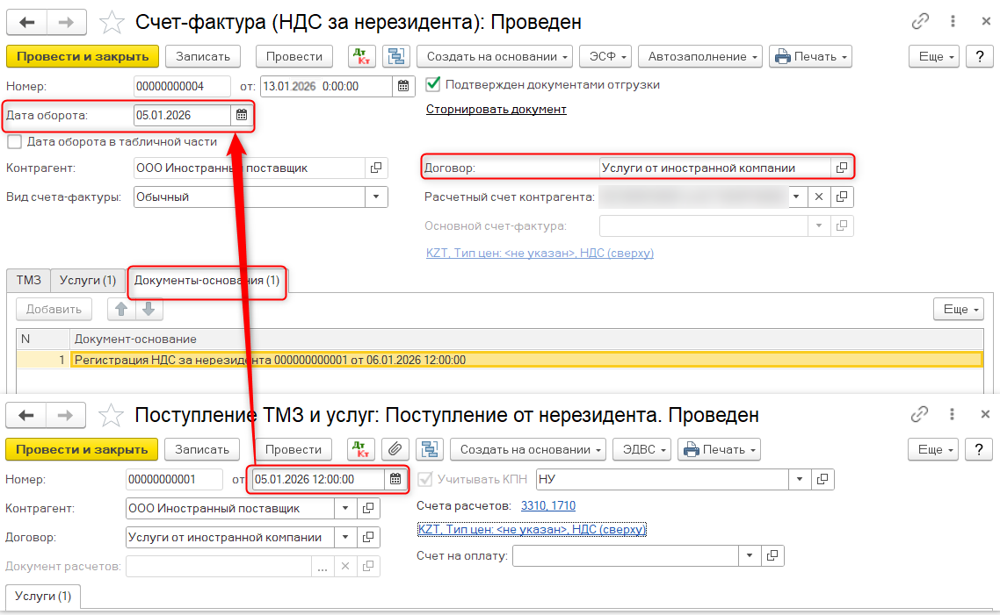 Счет-фактура (НДС за нерезидента): Проведен
Провести и закрыть Записать Провести Дт Кт Создать на основании ЭСФ Автозаполнение Печать Еще ?
Номер: 00000000004 от: 13.01.2026 0:00:00 Подтвержден документами отгрузки
Дата оборота: 05.01.2026 Сторнировать документ
Дата оборота в табличной части
Контрагент: ООО Иностранный поставщик Договор: Услуги от иностранной компании
Вид счета-фактуры: Обычный Расчетный счет контрагента:
Основной счет-фактура:
KZT, Тип цен: <не указан>, НДС (сверху)
ТМЗ Услуги (1) Документы-основания (1)
Добавить Еще
N Документ-основание
1 Регистрация НДС за нерезидента 000000000001 от 06.01.2026 12:00:00
Поступление ТМЗ и услуг: Поступление от нерезидента. Проведен
Провести и закрыть Записать Провести Дт Кт Создать на основании ЭДВС Печать Еще ?
Номер: 00000000001 от 05.01.2026 12:00:00 Учитывать КПН НУ
Контрагент: ООО Иностранный поставщик Счета расчетов: 3310, 1710
Договор: Услуги от иностранной компании KZT, Тип цен: <не указан>, НДС (сверху)
Документ расчетов: ... Счет на оплату:
Услуги (1)